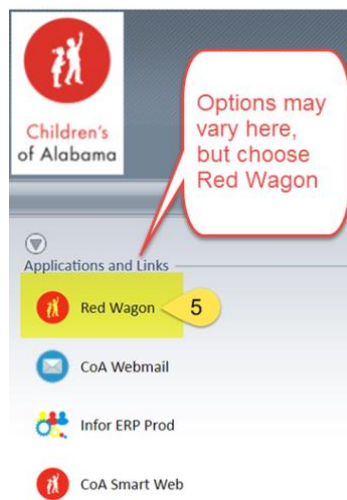 Children's
of Alabama
Options may
vary here,
but choose
Red Wagon
Applications and Links
Red Wagon
5
CoA Webmail
Infor ERP Prod
CoA Smart Web